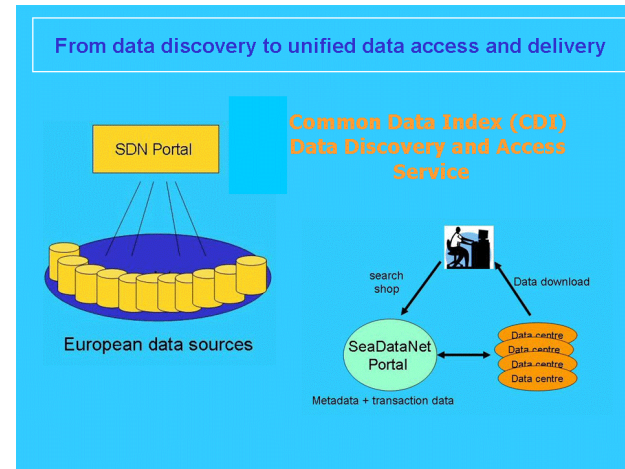 From data discovery to unified data access and delivery
Common Data Index (CDI)
Data Discovery and Access
Service
SDN Portal
European data sources
search
shop
Data download
SeaDataNet
Portal
Data centre
Data centre
Data centre
Data centre
Metadata + transaction data